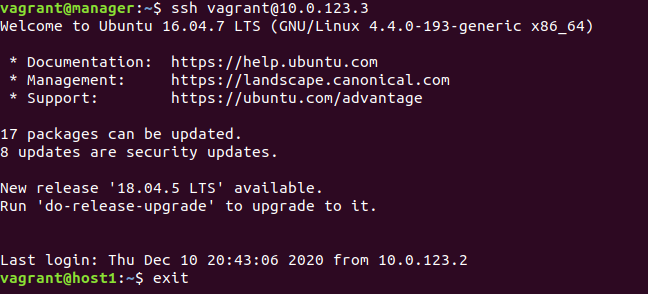 vagrant@manager:~$ ssh vagrant@10.0.123.3
Welcome to Ubuntu 16.04.7 LTS (GNU/Linux 4.4.0-193-generic x86_64)
* Documentation:  https://help.ubuntu.com
* Management:     https://landscape.canonical.com
* Support:        https://ubuntu.com/advantage
17 packages can be updated.
8 updates are security updates.
New release '18.04.5 LTS' available.
Run 'do-release-upgrade' to upgrade to it.
Last login: Thu Dec 10 20:43:06 2020 from 10.0.123.2
vagrant@host1:~$ exit